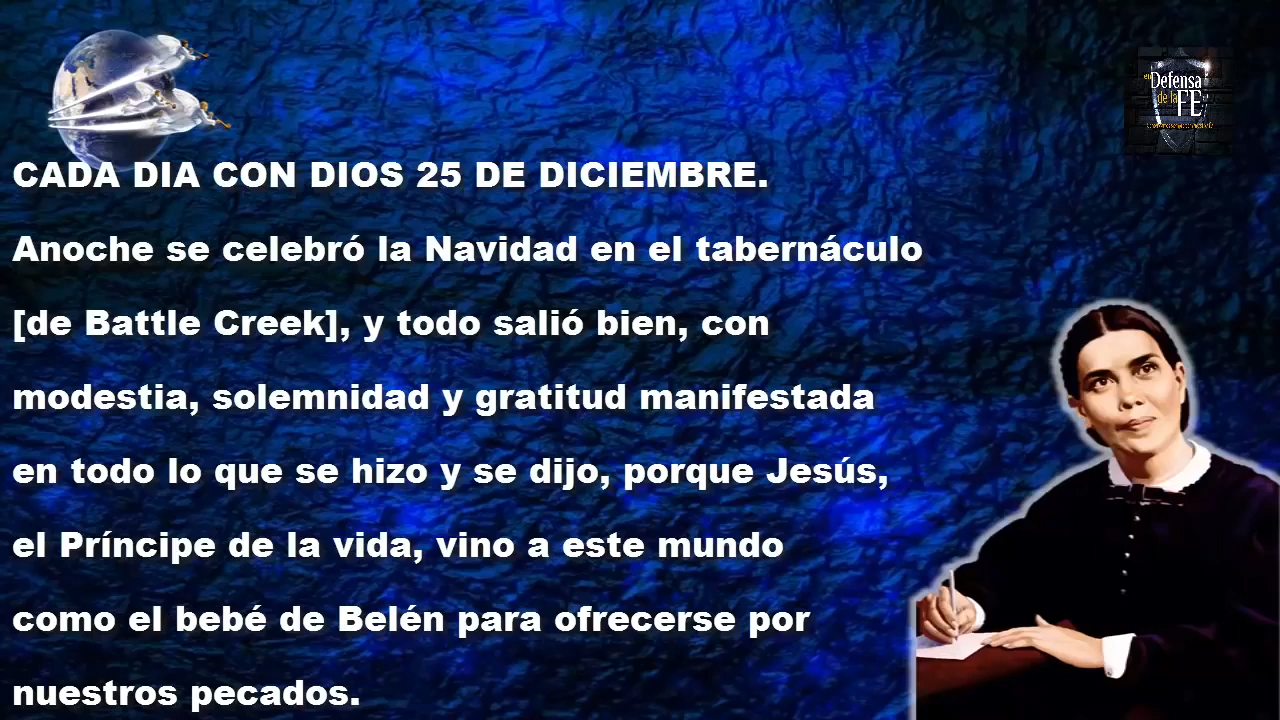 en Defensa
de la FE
CADA DIA CON DIOS 25 DE DICIEMBRE.
Anoche se celebró la Navidad en el tabernáculo
[de Battle Creek], y todo salió bien, con
modestia, solemnidad y gratitud manifestada
en todo lo que se hizo y se dijo, porque Jesús,
el Príncipe de la vida, vino a este mundo
como el bebé de Belén para ofrecerse por
nuestros pecados.